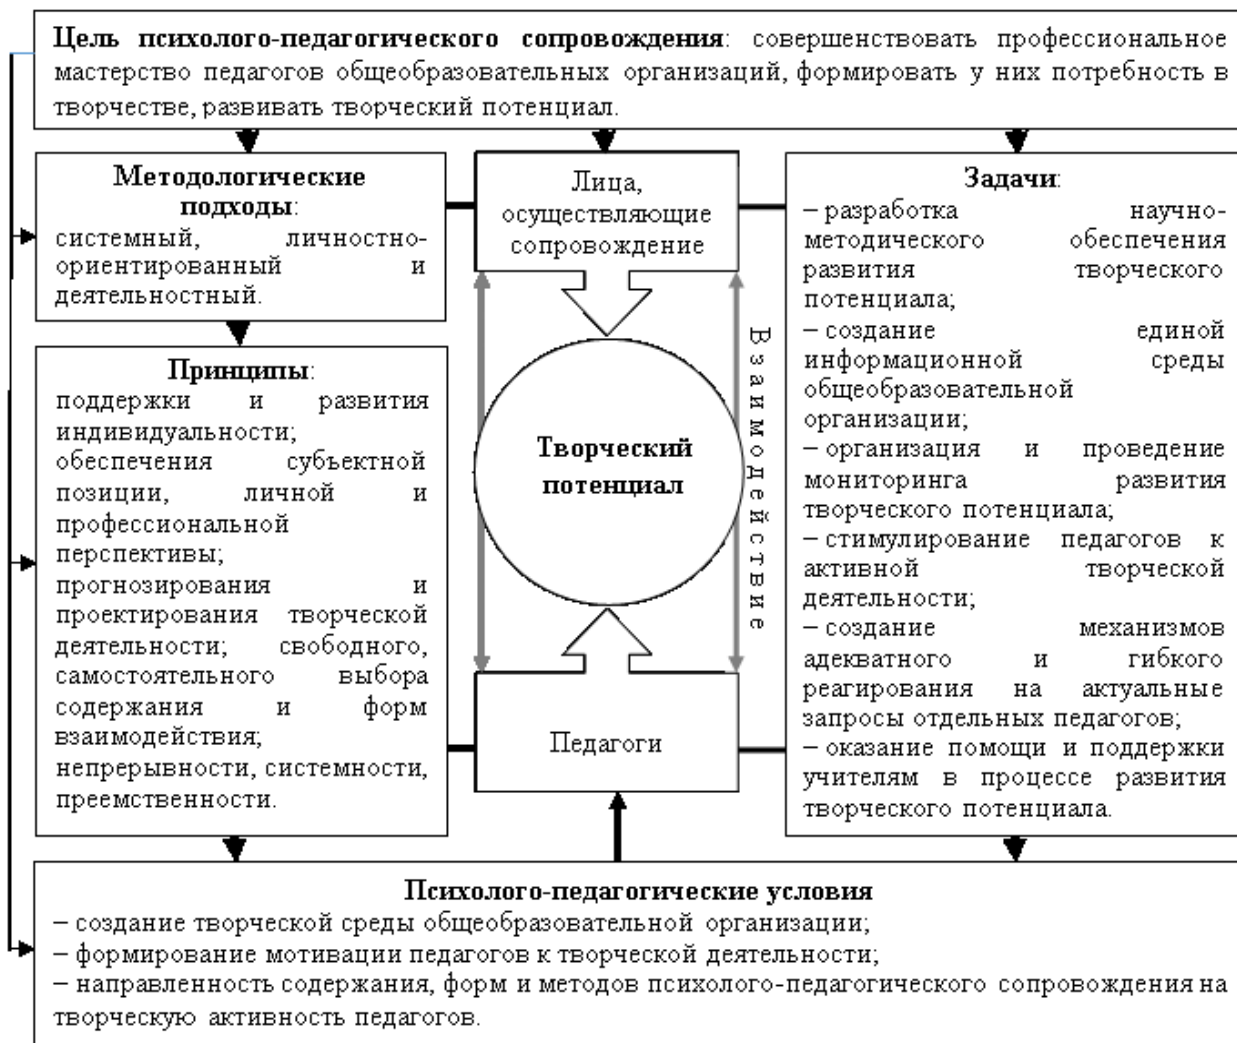 Цель психолого-педагогического сопровождения: совершенствовать профессиональное
мастерство педагогов общеобразовательных организаций, формировать у них потребность в
творчестве, развивать творческий потенциал.
Методологические
подходы:
системный, личностно-
ориентированный и
деятельностный.
Принципы:
поддержки и развития
индивидуальности;
обеспечения субъектной
позиции, личной и
профессиональной
перспективы;
прогнозирования и
проектирования творческой
деятельности; свободного,
самостоятельного выбора
содержания и форм
взаимодействия;
непрерывности, системности,
преемственности.
Лица,
осуществляющие
сопровождение
Творческий
потенциал
Взаимодействие
Педагоги
Задачи:
– разработка научно-
методического обеспечения
развития творческого
потенциала;
– создание единой
информационной среды
общеобразовательной
организации;
– организация и проведение
мониторинга развития
творческого потенциала;
– стимулирование педагогов к
активной творческой
деятельности;
– создание механизмов
адекватного и гибкого
реагирования на актуальные
запросы отдельных педагогов;
– оказание помощи и поддержки
учителям в процессе развития
творческого потенциала.
Психолого-педагогические условия
– создание творческой среды общеобразовательной организации;
– формирование мотивации педагогов к творческой деятельности;
– направленность содержания, форм и методов психолого-педагогического сопровождения на
творческую активность педагогов.